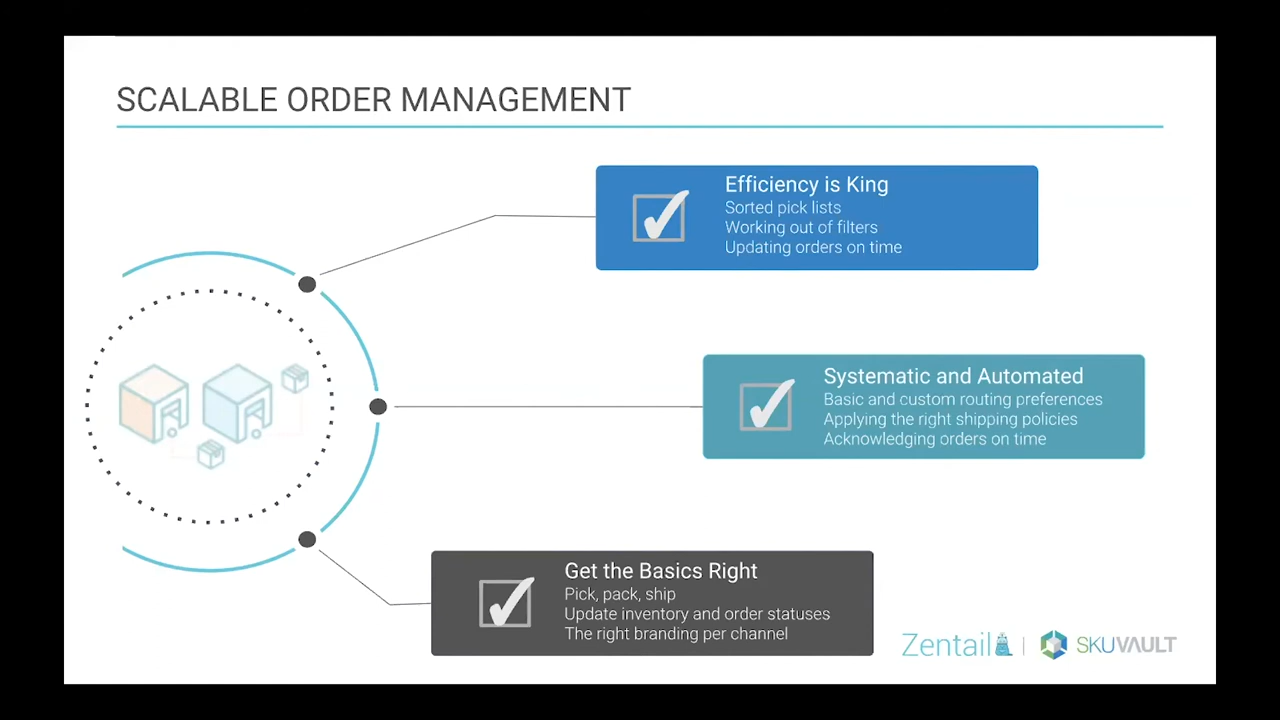 SCALABLE ORDER MANAGEMENT
Efficiency is King
Sorted pick lists
Working out of filters
Updating orders on time
Systematic and Automated
Basic and custom routing preferences
Applying the right shipping policies
Acknowledging orders on time
Get the Basics Right
Pick, pack, ship
Update inventory and order statuses
The right branding per channel
Zentail | SKUVAULT